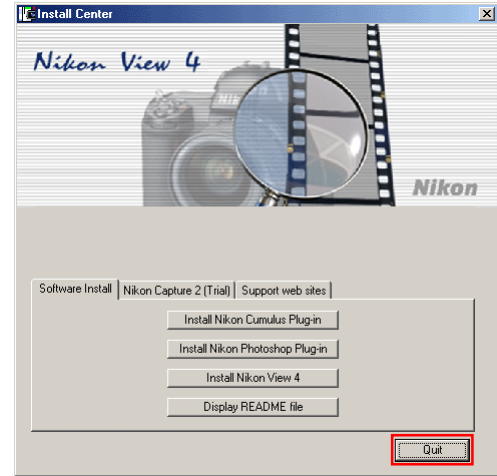 Install Center
Nikon View 4
Nikon
Nikon
Software Install Nikon Capture 2 (Trial) Support web sites
Install Nikon Cumulus Plug-in
Install Nikon Photoshop Plug-in
Install Nikon View 4
Display README file
Quit